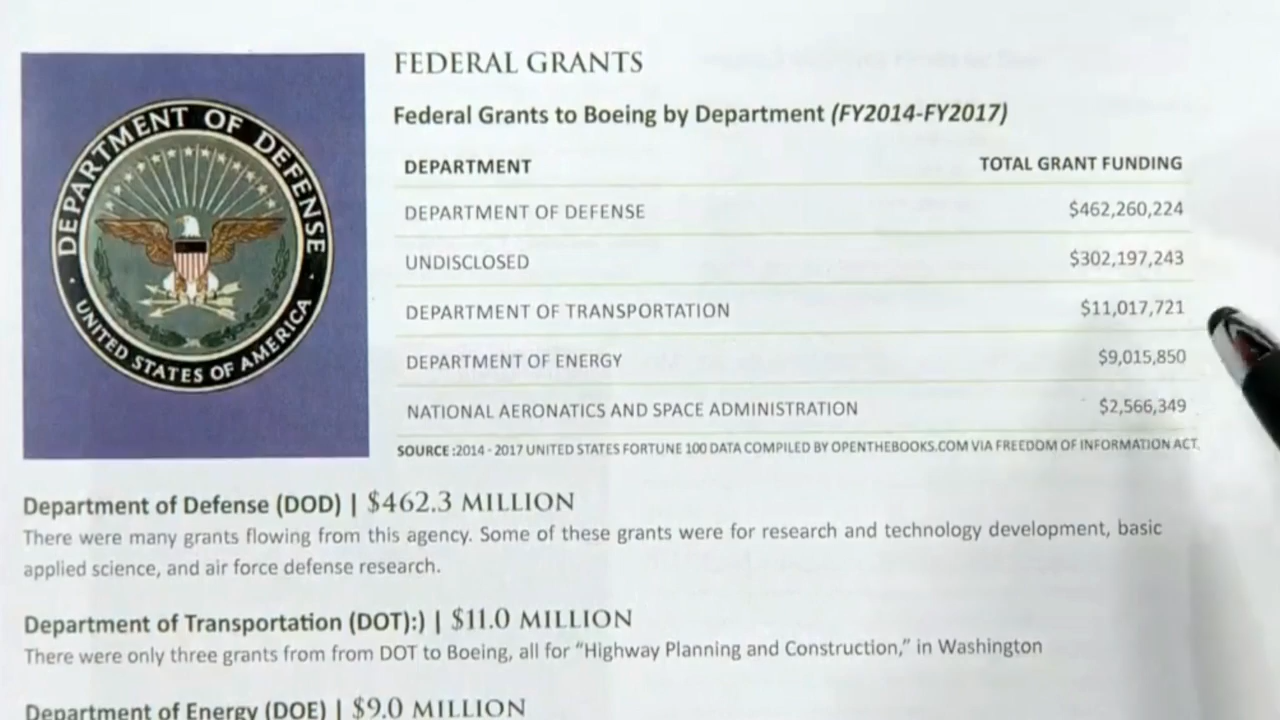 DEPARTMENT OF DEFENSE
UNITED STATES OF AMERICA
FEDERAL GRANTS
Federal Grants to Boeing by Department (FY2014-FY2017)
DEPARTMENT TOTAL GRANT FUNDING
DEPARTMENT OF DEFENSE $462,260,224
UNDISCLOSED $302,197,243
DEPARTMENT OF TRANSPORTATION $11,017,721
DEPARTMENT OF ENERGY $9,015,850
NATIONAL AERONATICS AND SPACE ADMINISTRATION $2,566,349
SOURCE :2014 - 2017 UNITED STATES FORTUNE 100 DATA COMPILED BY OPENTHEBOOKS.COM VIA FREEDOM OF INFORMATION ACT.
Department of Defense (DOD) | $462.3 MILLION
There were many grants flowing from this agency. Some of these grants were for research and technology development, basic
applied science, and air force defense research.
Department of Transportation (DOT):) | $11.0 MILLION
There were only three grants from from DOT to Boeing, all for “Highway Planning and Construction,” in Washington
Department of Energy (DOE) | $9.0 MILLION